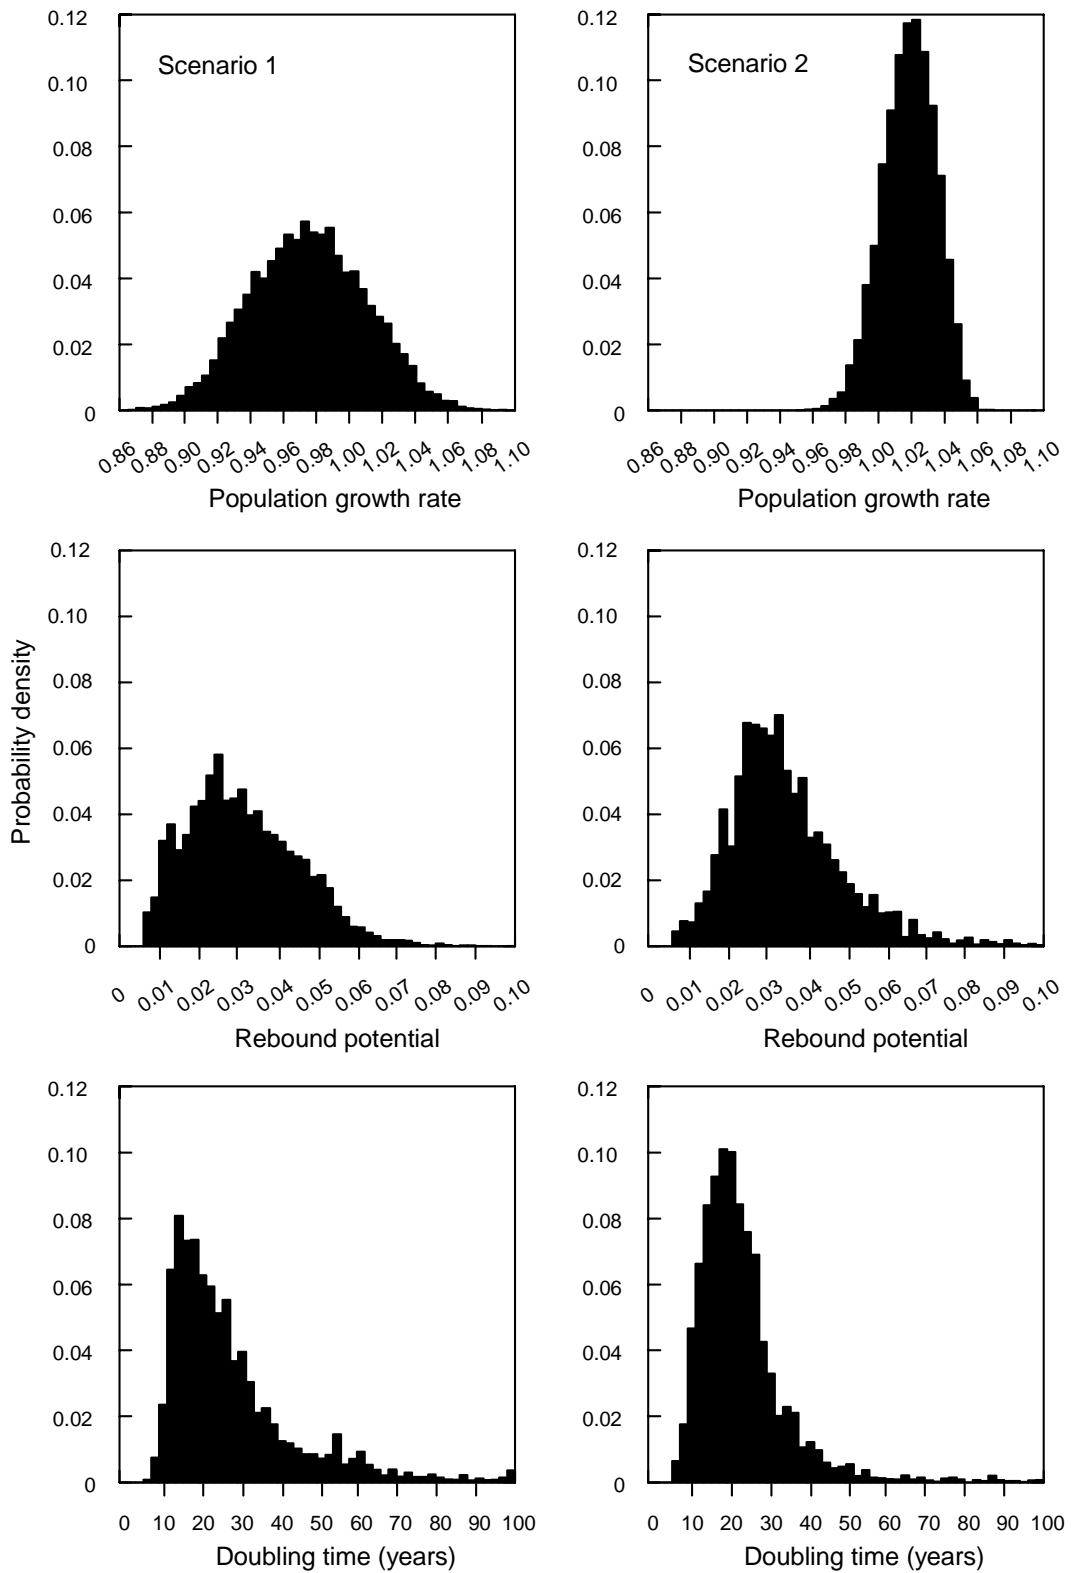 0.12
0.10
0.08
0.06
0.04
0.02
0
Scenario 1
0.86 0.88 0.90 0.92 0.94 0.96 0.98 1.00 1.02 1.04 1.06 1.08 1.10
Population growth rate
0.12
0.10
0.08
0.06
0.04
0.02
0
Scenario 2
0.86 0.88 0.90 0.92 0.94 0.96 0.98 1.00 1.02 1.04 1.06 1.08 1.10
Population growth rate
Probability density
0.12
0.10
0.08
0.06
0.04
0.02
0
0 0.01 0.02 0.03 0.04 0.05 0.06 0.07 0.08 0.09 0.10
Rebound potential
0.12
0.10
0.08
0.06
0.04
0.02
0
0 0.01 0.02 0.03 0.04 0.05 0.06 0.07 0.08 0.09 0.10
Rebound potential
0.12
0.10
0.08
0.06
0.04
0.02
0
0 10 20 30 40 50 60 70 80 90 100
Doubling time (years)
0.12
0.10
0.08
0.06
0.04
0.02
0
0 10 20 30 40 50 60 70 80 90 100
Doubling time (years)